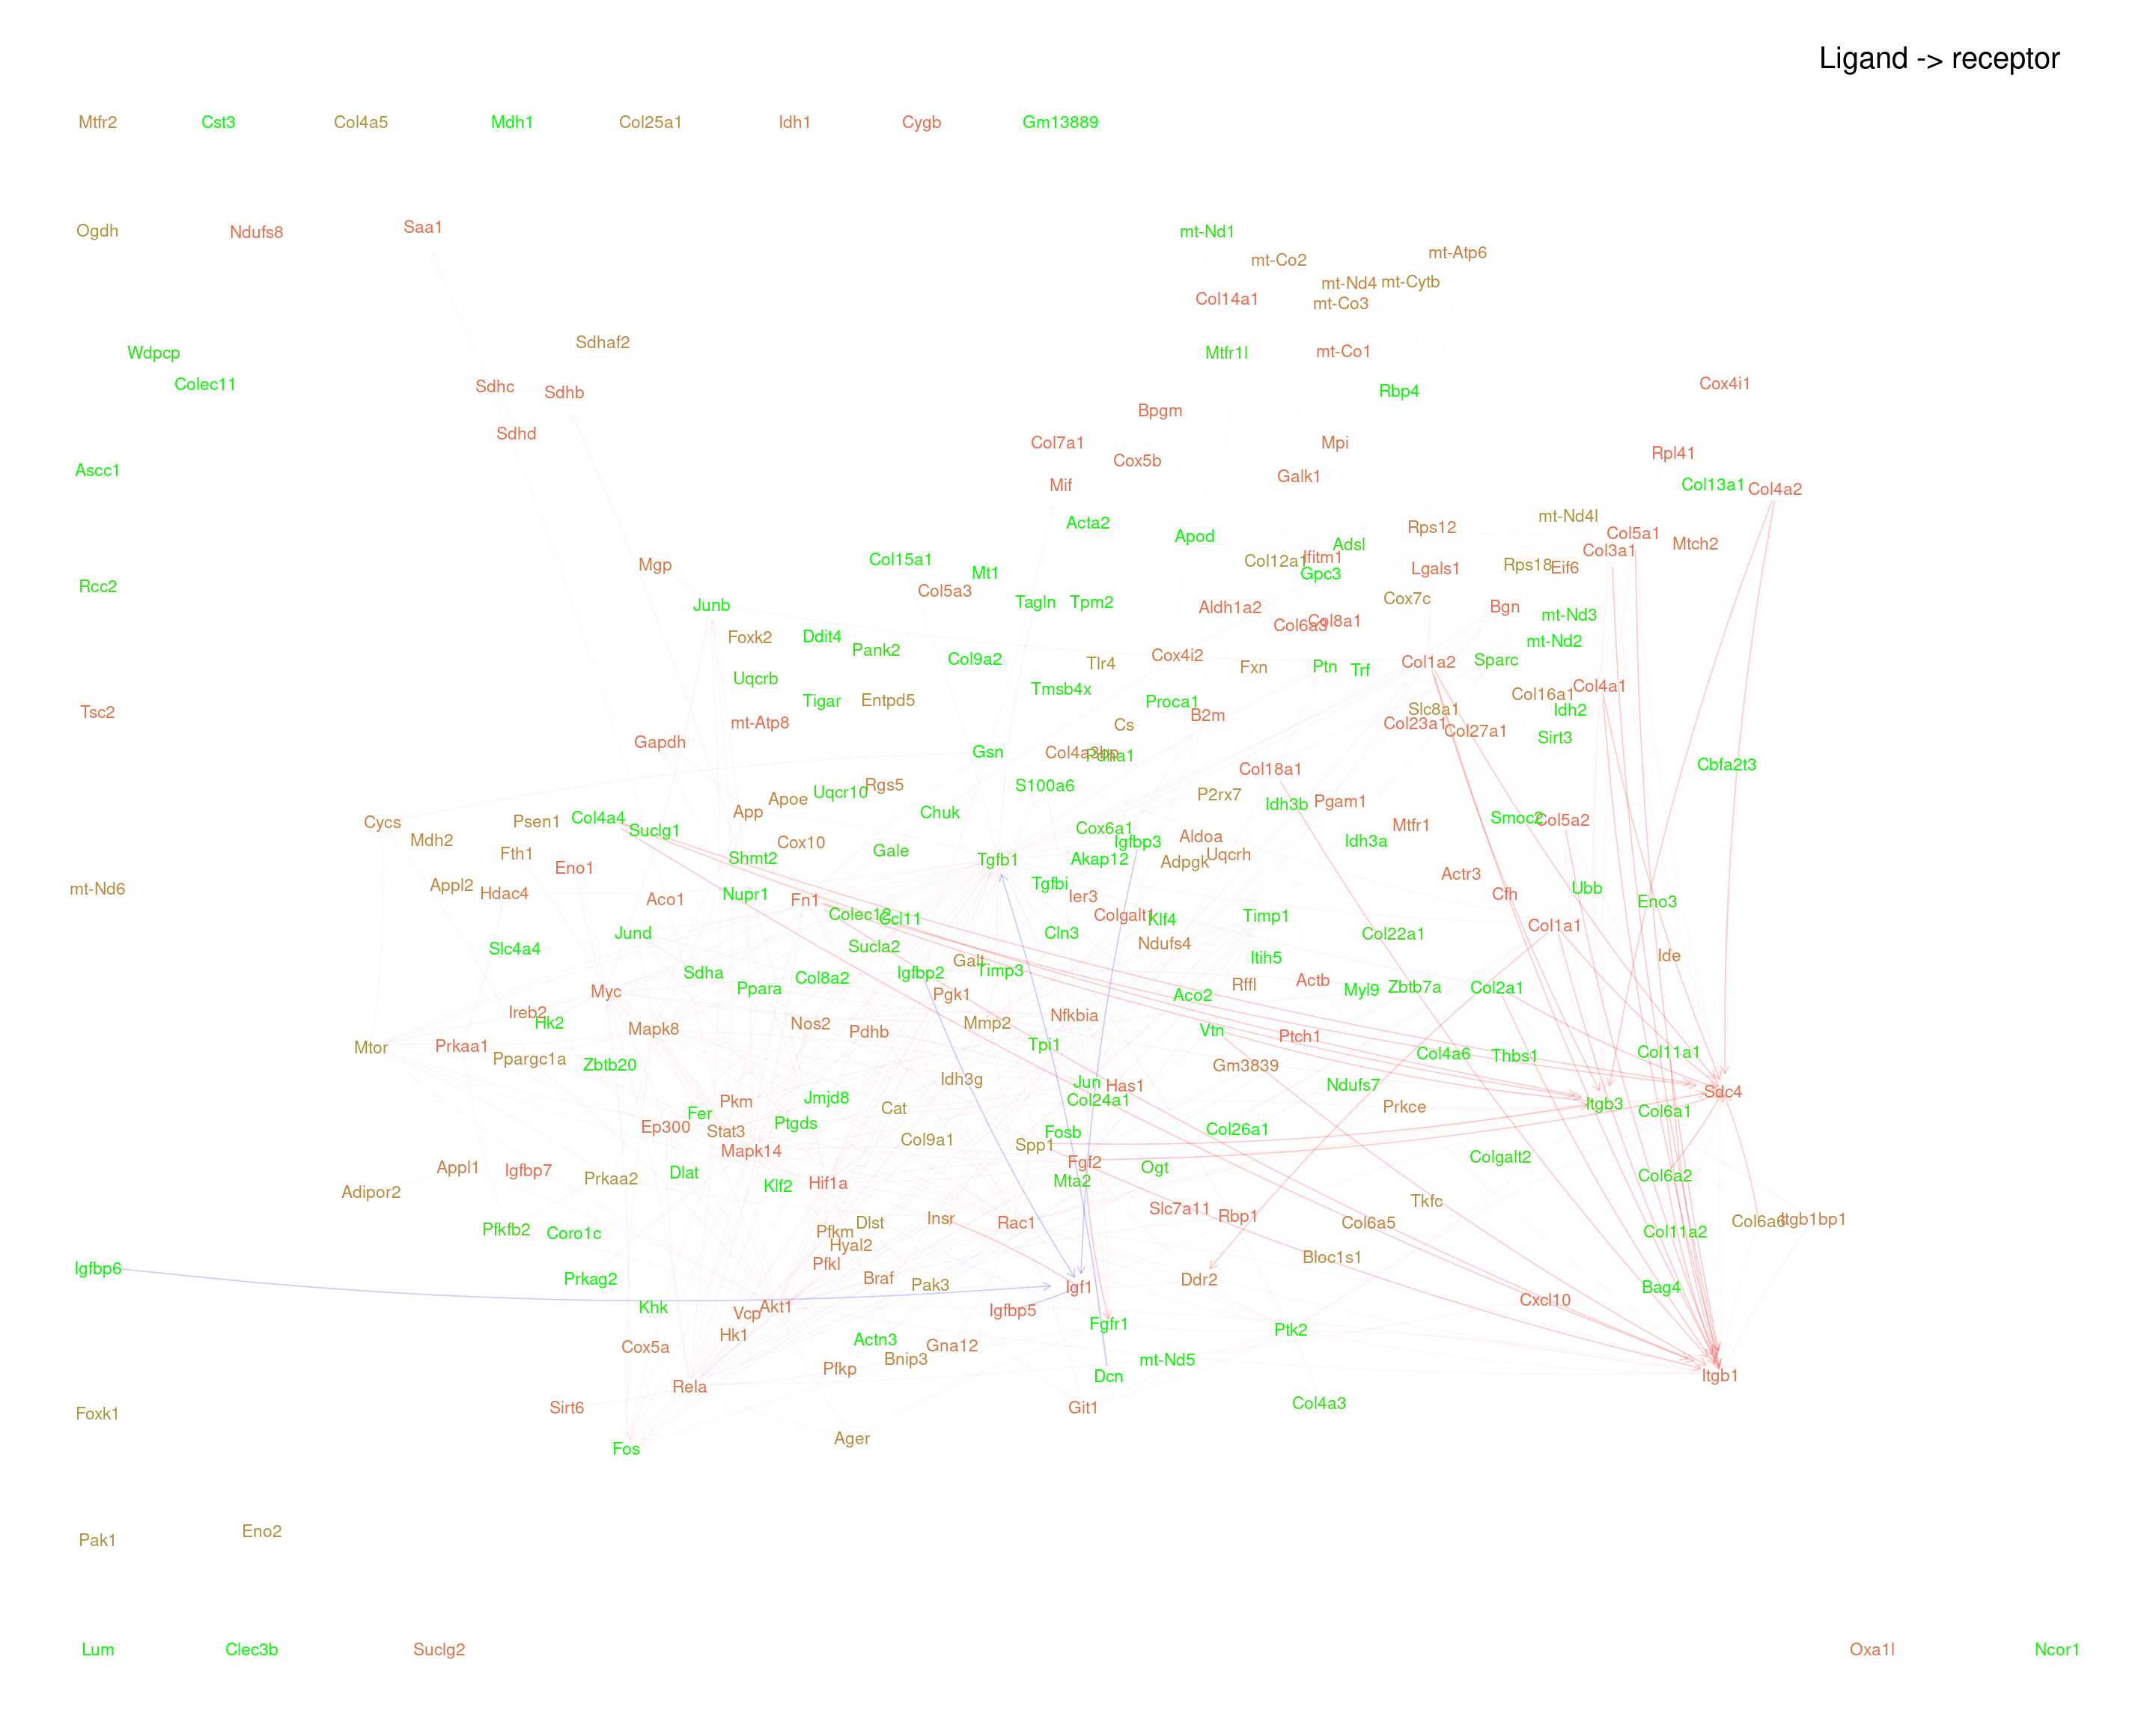 Ligand -> receptor
Mtfr2 Cst3 Col4a5 Mdh1 Col25a1 Idh1 Cygb Gm13889
Ogdh Ndufs8 Saa1 mt-Nd1
mt-Co2 mt-Atp6
mt-Nd4 mt-Cytb
Col14a1 mt-Co3
Sdhaf2
Wdpcp Mtfr1l mt-Co1
Colec11 Sdhc Sdhb Rbp4 Cox4i1
Bpgm
Sdhd Col7a1 Mpi
Ascc1 Cox5b Galk1 Rpl41
Mif Col13a1 Col4a2
Acta2 Apod Rps12 mt-Nd4l
Adsl Col5a1 Mtch2
Mgp Col15a1 Mt1 Col12a1 Ifitm1 Lgals1 Rps18 Eif6 Col3a1
Rcc2 Col5a3 Gpc3
Junb Tagln Tpm2 Aldh1a2 Cox7c Bgn
Foxk2 Ddit4 Col6a3 Col8a1 mt-Nd3
Pank2 Col9a2 Cox4i2 mt-Nd2
Uqcrb Tlr4 Fxn Ptn Trf Col1a2 Sparc
Tigar Entpd5 Tmsb4x Proca1 Col16a1 Col4a1
Tsc2 mt-Atp8 Cs B2m Slc8a1 Idh2
Col23a1 Col27a1
Gapdh Gsn Col4a3bp Pdha1 Sirt3
Col18a1 Cbfa2t3
Uqcr10 Rgs5 S100a6
Apoe P2rx7 Idh3b Pgam1
Cycs Psen1 Col4a4 Suclg1 App Chuk Cox6a1 Mtfr1 Smoc2 Col5a2
Mdh2 Cox10 Igfbp3 Aldoa Idh3a
Fth1 Shmt2 Gale Tgfb1 Akap12 Adpgk Uqcrh
Eno1 Actr3
mt-Nd6 Appl2 Hdac4 Nupr1 Tgfbi Cfh Ubb
Aco1 Fn1 Ier3 Eno3
Colec12 Ccl11 Colgalt1 Klf4 Timp1
Slc4a4 Jund Sucla2 Cln3 Ndufs4 Col22a1 Col1a1
Sdha Col8a2 Igfbp2 Galt Timp3 Itih5 Ide
Myc Ppara Pgk1 Aco2 Rffl Actb Myl9 Zbtb7a Col2a1
Ireb2 Hk2 Mapk8 Nos2 Pdhb Mmp2 Nfkbia
Mtor Prkaa1 Ppargc1a Tpi1 Vtn Ptch1
Zbtb20 Gm3839 Col4a6 Thbs1 Col11a1
Idh3g Jun Has1 Ndufs7 Sdc4
Pkm Jmjd8 Cat Col24a1 Prkce Itgb3
Fer Ptgds Col6a1
Ep300 Stat3 Col9a1 Fosb Col26a1
Mapk14 Spp1
Appl1 Igfbp7 Dlat Fgf2 Ogt Colgalt2
Adipor2 Prkaa2 Klf2 Hif1a Mta2 Col6a2
Slc7a11 Rbp1 Tkfc
Pfkfb2 Coro1c Pfkm Dlst Insr Rac1 Col6a5 Col11a2 Col6a6 Itgb1bp1
Hyal2
Igfbp6 Prkag2 Pfkl Braf Pak3 Igf1 Ddr2 Bloc1s1 Bag4
Khk Vcp Akt1 Igfbp5 Cxcl10
Hk1 Actn3 Fgfr1 Ptk2
Cox5a Bnip3 Gna12
Rela Pfkp Dcn mt-Nd5 Itgb1
Foxk1 Sirt6 Git1 Col4a3
Fos Ager
Pak1 Eno2
Lum Clec3b Suclg2 Oxa1l Ncor1